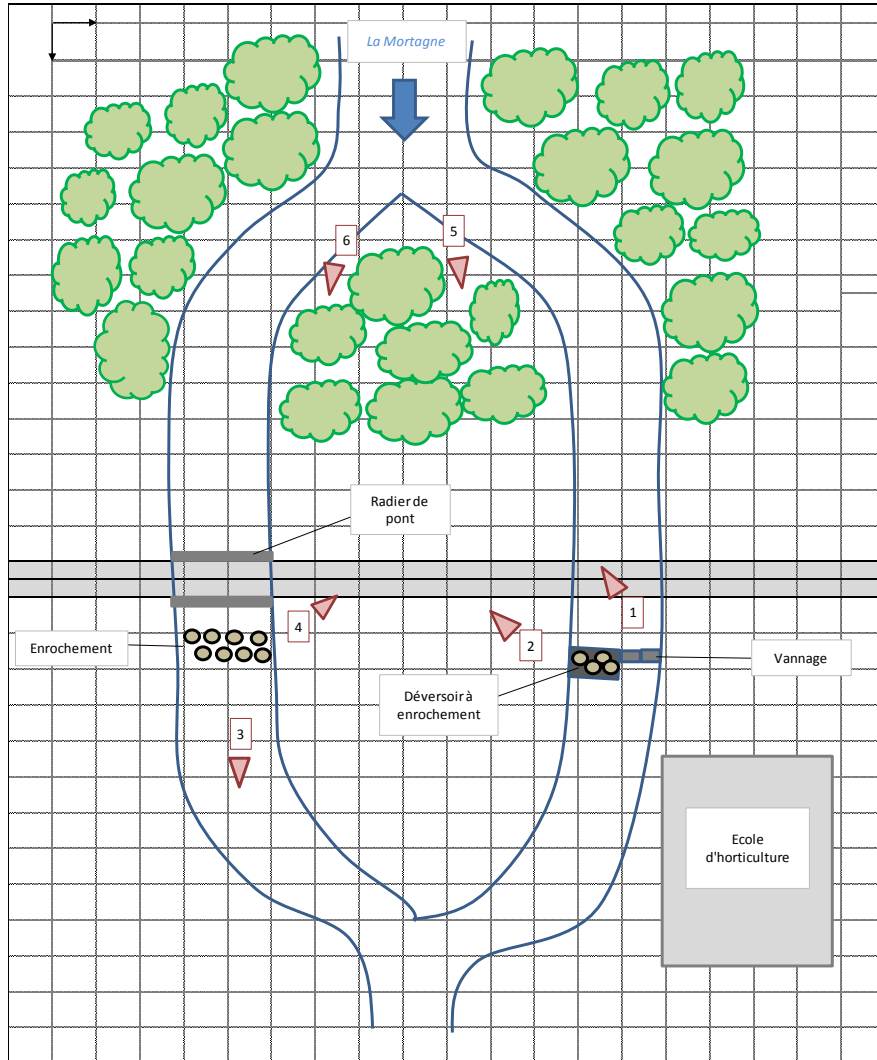 La Mortagne
5
6
Radier de
pont
1
4
2
Enrochement
Vannage
Déversoir à
enrochement
3
Ecole
d'horticulture